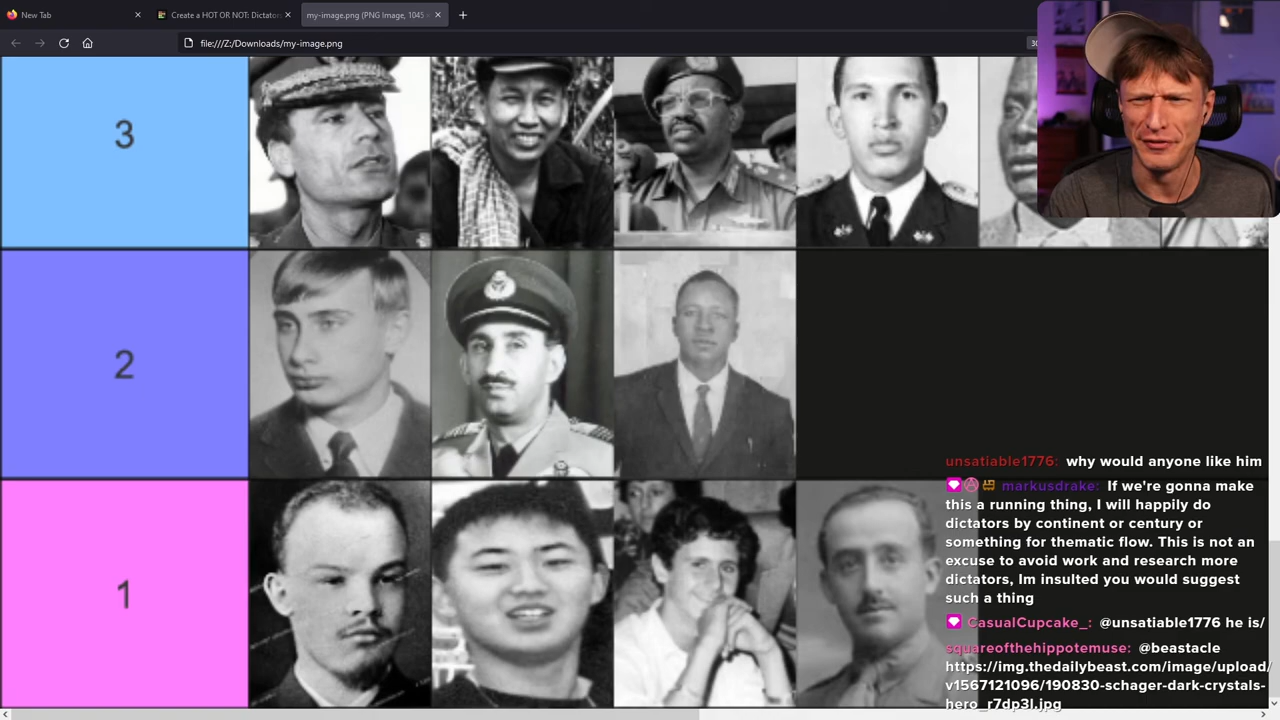 New Tab
Create a HOT OR NOT: Dictator
my-image.png (PNG Image, 1045
file:///Z:/Downloads/my-image.png
3
2
1
unsatiable1776: why would anyone like him
markusdrake: If we're gonna make
this a running thing, I will happily do
dictators by continent or century or
something for thematic flow. This is not an
excuse to avoid work and research more
dictators, Im insulted you would suggest
such a thing
CasualCupcake_: @unsatiable1776 he is/
squareofthehippotemuse: @beastacle
https://img.thedailybeast.com/image/upload/
v1567121096/190830-schager-dark-crystals-
hero_r7dp3l.jpg